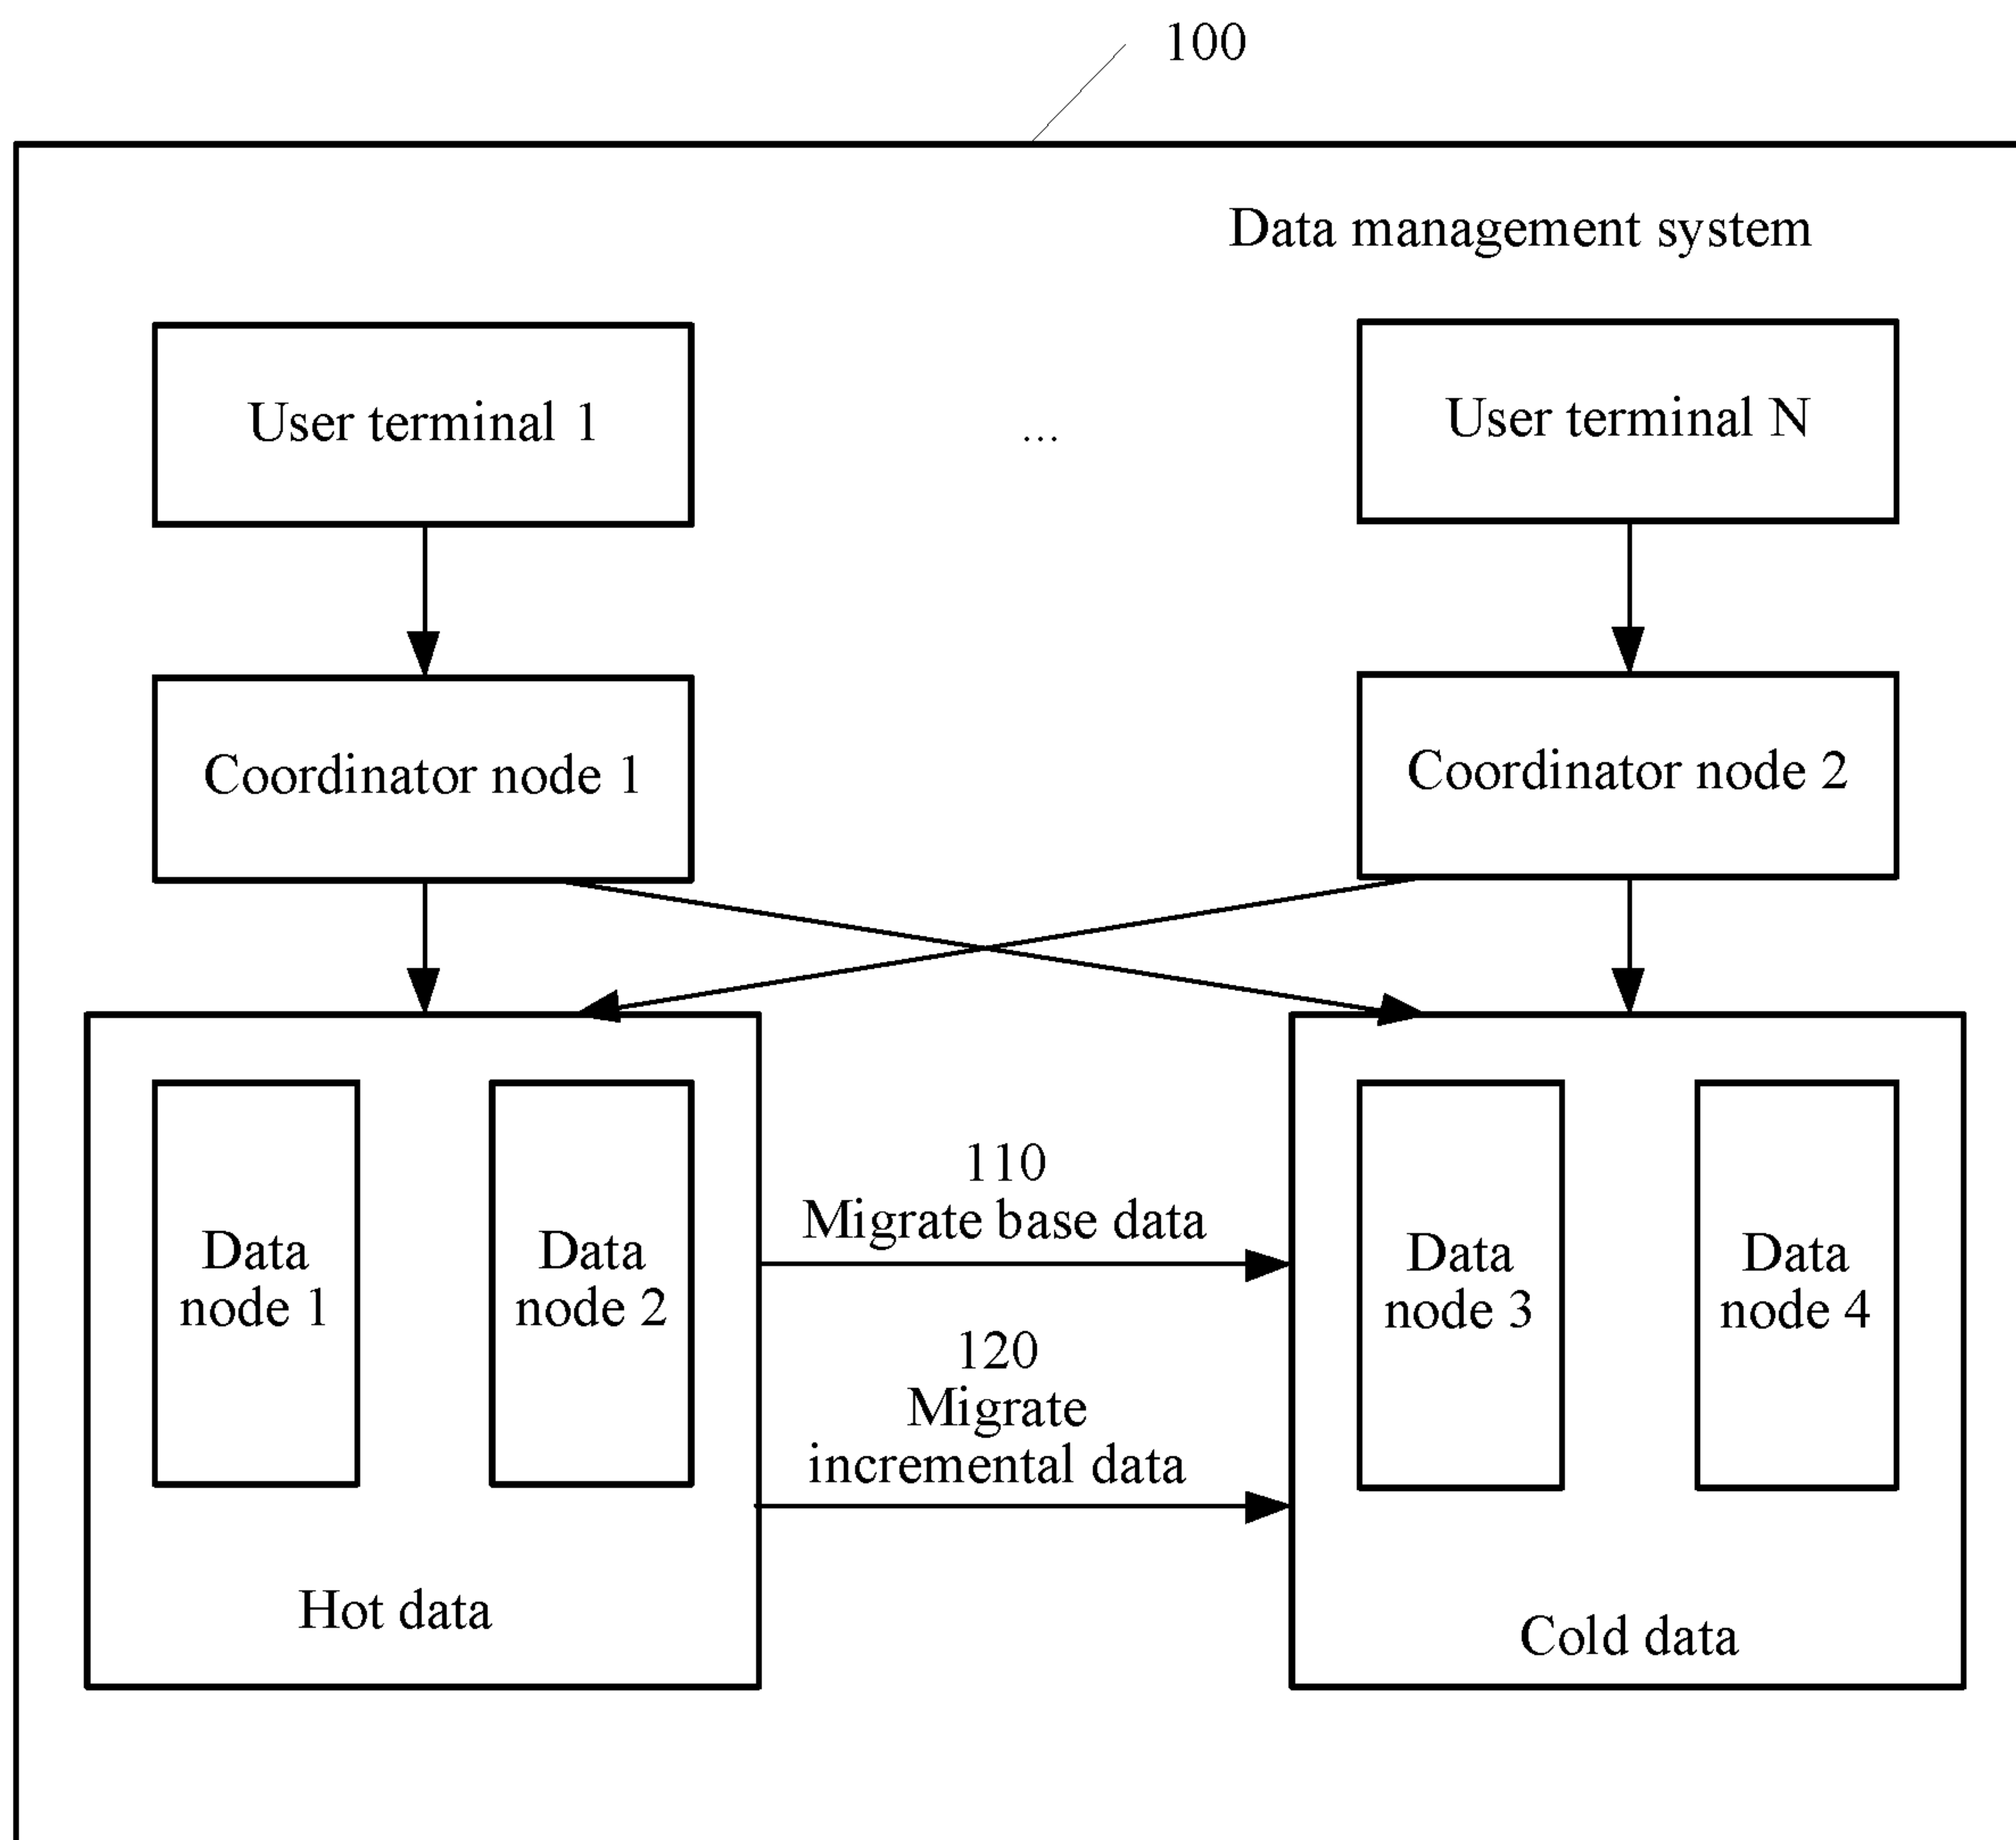 100
Data management system
User terminal 1
...
User terminal N
Coordinator node 1
Coordinator node 2
110
Migrate base data
Data
node 1
Data
node 2
Data
node 3
Data
node 4
120
Migrate
incremental data
Hot data
Cold data